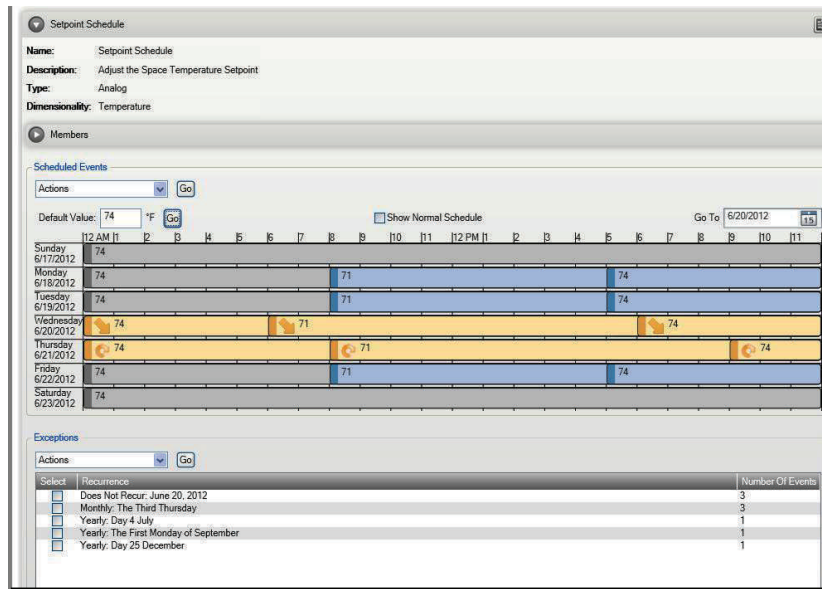 Setpoint Schedule
Name: Setpoint Schedule
Description: Adjust the Space Temperature Setpoint
Type: Analog
Dimensionality: Temperature
Members
Scheduled Events
Actions Go
Default Value: 74 °F Go Show Normal Schedule Go To 6/20/2012 15
12 AM 1 2 3 4 5 6 7 8 9 10 11 12 PM 1 2 3 4 5 6 7 8 9 10 11
Sunday
6/17/2012 74
Monday
6/18/2012 74 71 74
Tuesday
6/19/2012 74 71 74
Wednesday
6/20/2012 74 71 74
Thursday
6/21/2012 74 71 74
Friday
6/22/2012 74 71 74
Saturday
6/23/2012 74
Exceptions
Actions Go
Select Recurrence Number Of Events
Does Not Recur: June 20, 2012 3
Monthly: The Third Thursday 3
Yearly: Day 4 July 1
Yearly: The First Monday of September 1
Yearly: Day 25 December 1